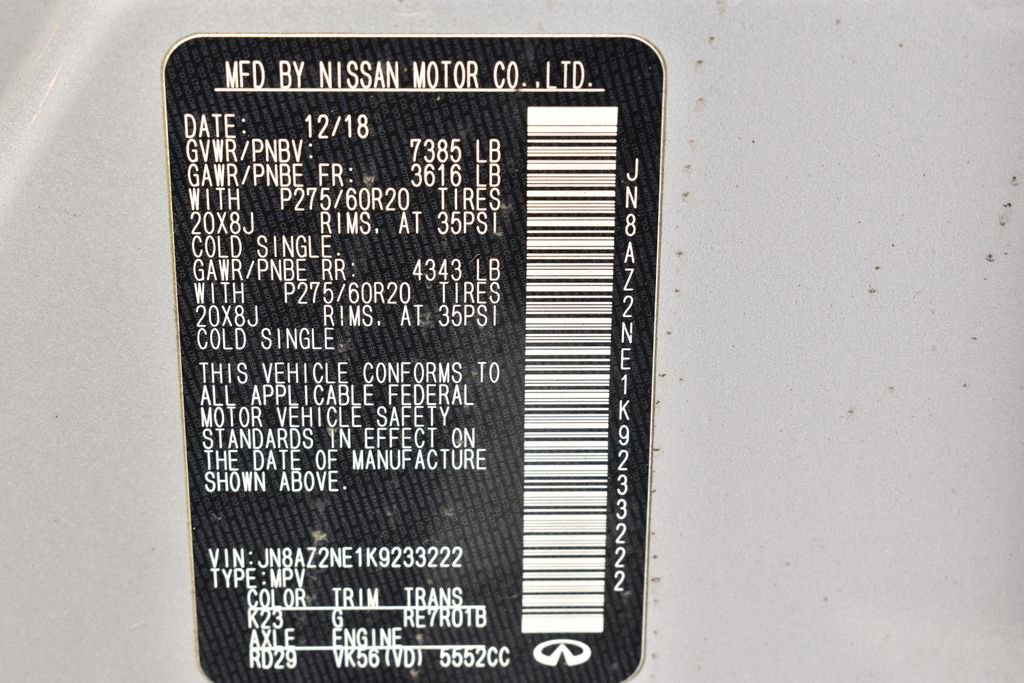 MFD BY NISSAN MOTOR CO.,LTD.
DATE: 12/18
GVWR/PNBV: 7385 LB
GAWR/PNBE FR: 3616 LB
WITH P275/60R20 TIRES
20X8J RIMS, AT 35PSI
COLD SINGLE.
GAWR/PNBE RR: 4343 LB
WITH P275/60R20 TIRES
20X8J RIMS, AT 35PSI
COLD SINGLE.
THIS VEHICLE CONFORMS TO
ALL APPLICABLE FEDERAL
MOTOR VEHICLE SAFETY
STANDARDS IN EFFECT ON
THE DATE OF MANUFACTURE
SHOWN ABOVE.
VIN:JN8AZ2NE1K9233222
TYPE:MPV
COLOR TRIM TRANS
K23 G RE7R01B
AXLE ENGINE
RD29 VK56(VD) 5552CC
JN8AZ2NE1K9233222